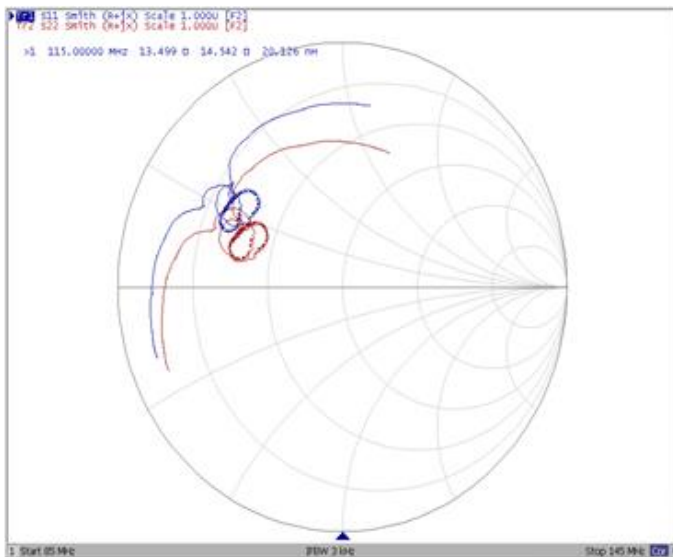 Tr1 S11 Smith (R+jX) Scale 1.000U [F2]
Tr2 S22 Smith (R+jX) Scale 1.000U [F2]
>1 115.00000 MHz 13.499 Ω 14.542 Ω 20.126 nH
1 Start 85 MHz IFBW 3 kHz Stop 145 MHz Cor